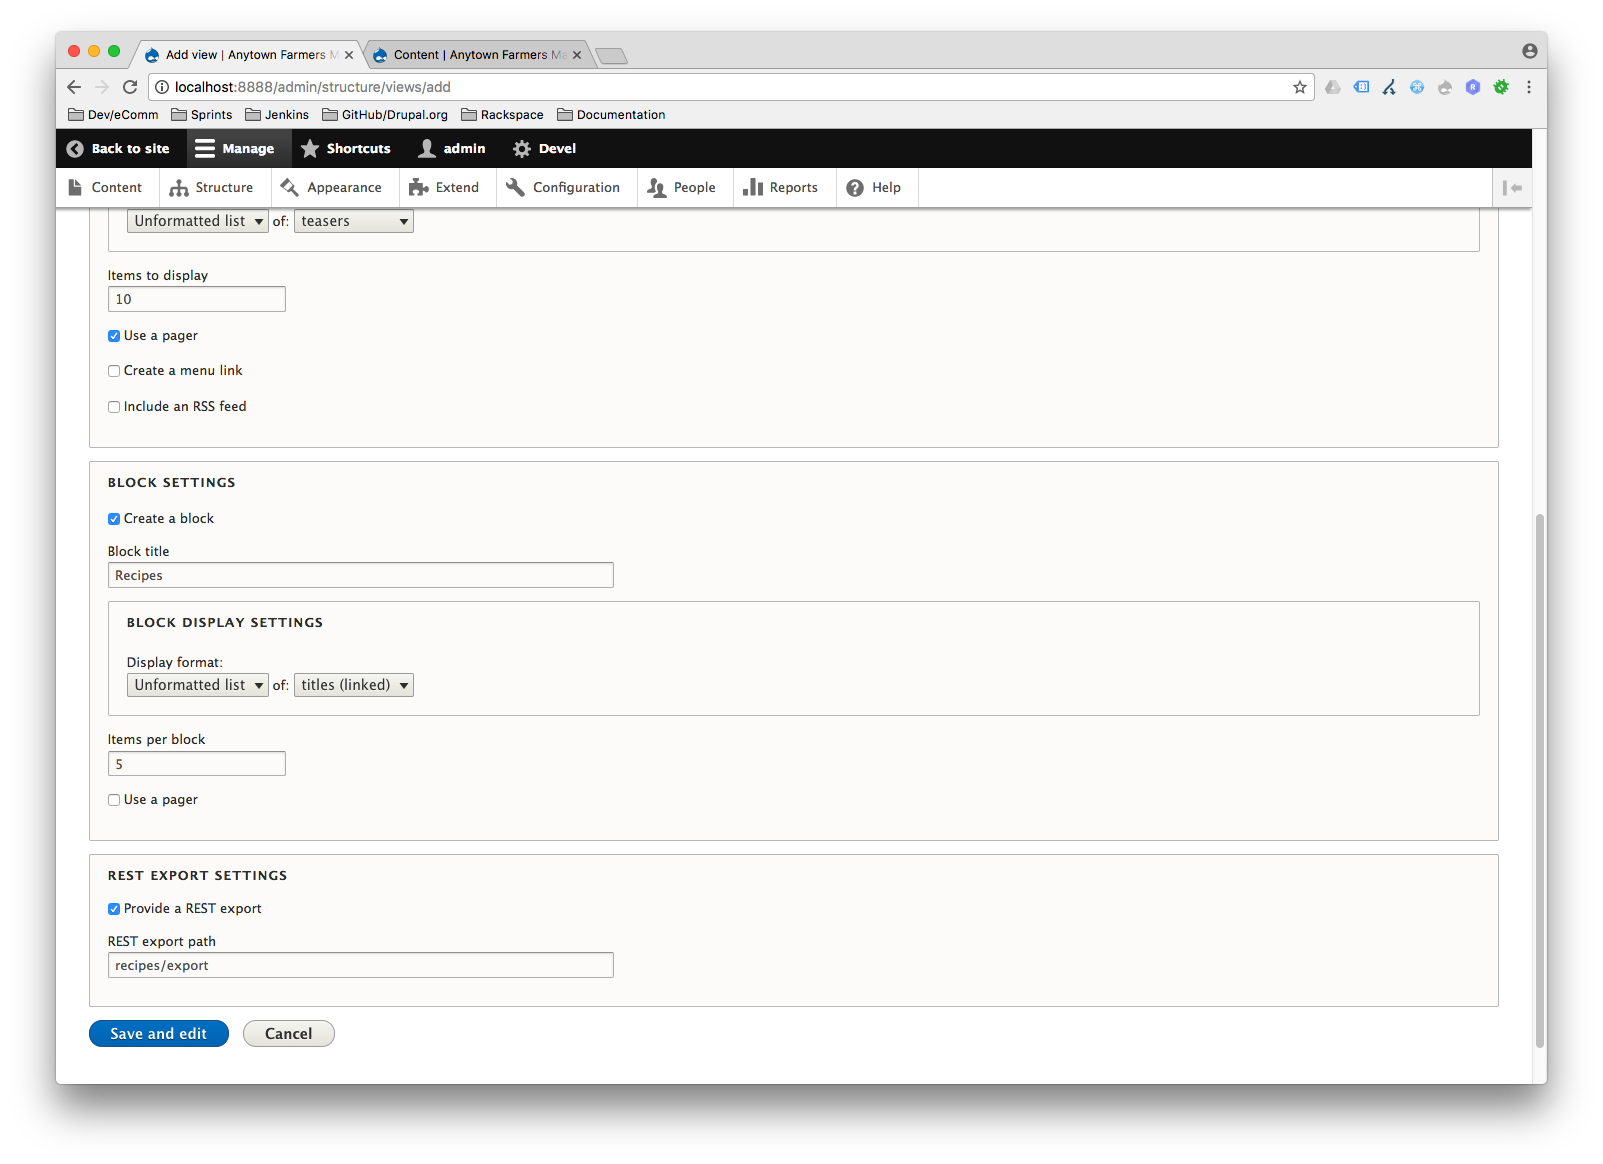 Add view | Anytown Farmers M
Content | Anytown Farmers Ma
localhost:8888/admin/structure/views/add
Dev/eComm Sprints Jenkins GitHub/Drupal.org Rackspace Documentation
Back to site Manage Shortcuts admin Devel
Content Structure Appearance Extend Configuration People Reports Help
Unformatted list of: teasers
Items to display
10
Use a pager
Create a menu link
Include an RSS feed
BLOCK SETTINGS
Create a block
Block title
Recipes
BLOCK DISPLAY SETTINGS
Display format:
Unformatted list of: titles (linked)
Items per block
5
Use a pager
REST EXPORT SETTINGS
Provide a REST export
REST export path
recipes/export
Save and edit Cancel